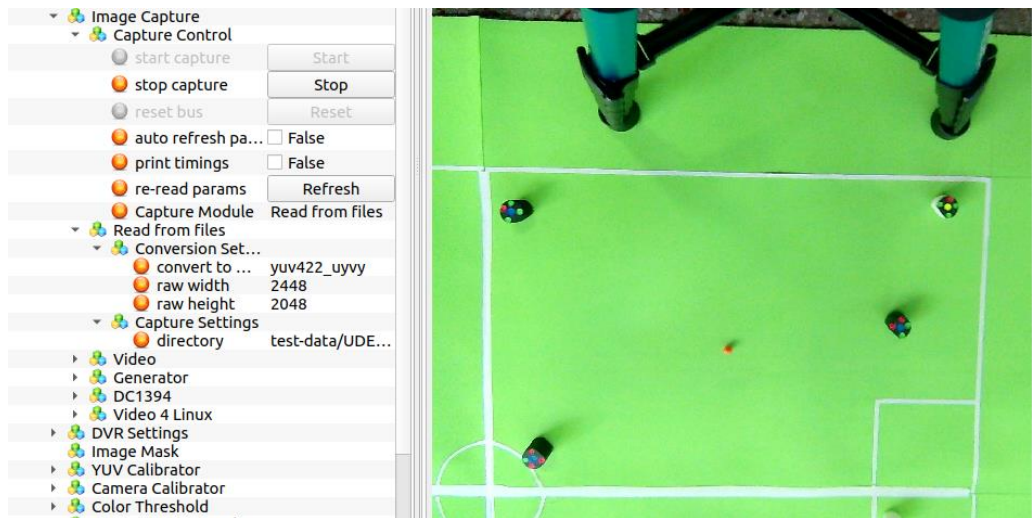 Image Capture
Capture Control
start capture Start
stop capture Stop
reset bus Reset
auto refresh pa... False
print timings False
re-read params Refresh
Capture Module Read from files
Read from files
Conversion Set...
convert to ... yuv422_uyvy
raw width 2448
raw height 2048
Capture Settings
directory test-data/UDE...
Video
Generator
DC1394
Video 4 Linux
DVR Settings
Image Mask
YUV Calibrator
Camera Calibrator
Color Threshold